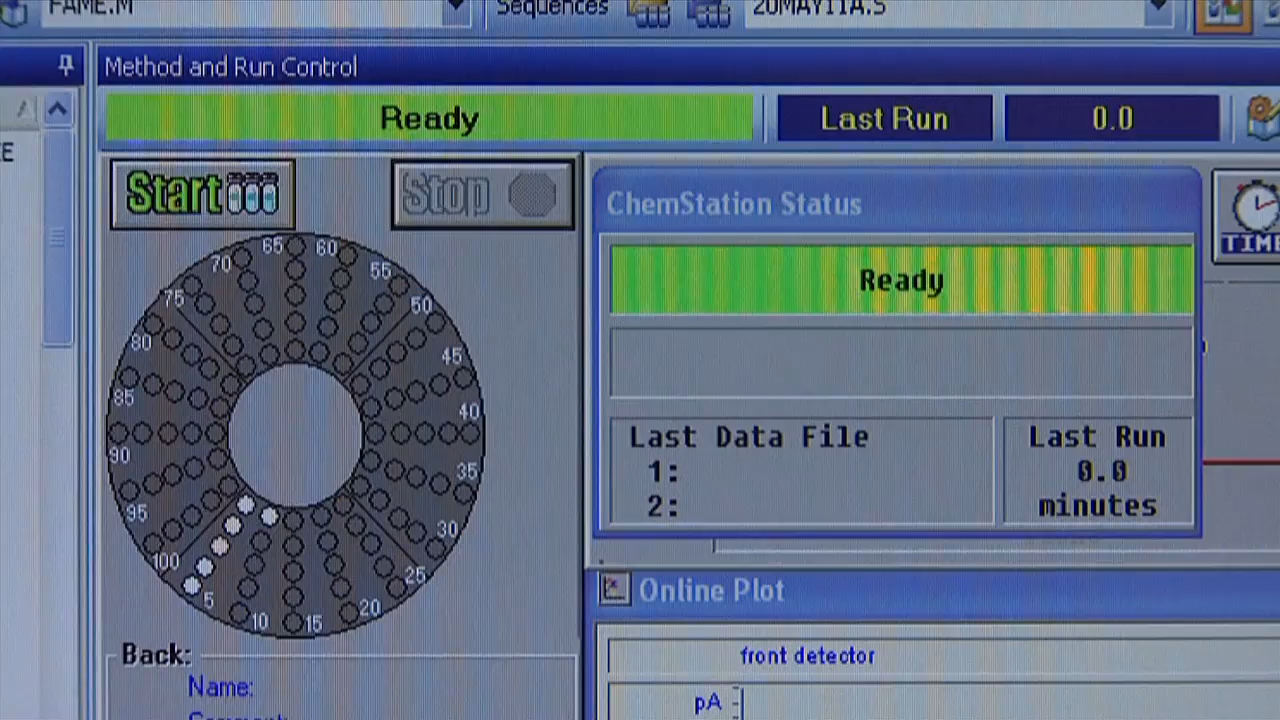 FAME.M
Sequences
20MAY11A.S
Method and Run Control
Ready
Last Run
0.0
Start
Stop
ChemStation Status
TIME
Ready
Last Data File
1:
2:
Last Run
0.0
minutes
65
60
70
55
75
50
80
45
85
40
90
35
95
30
100
25
5
20
10
15
Online Plot
Back:
front detector
Name:
pA